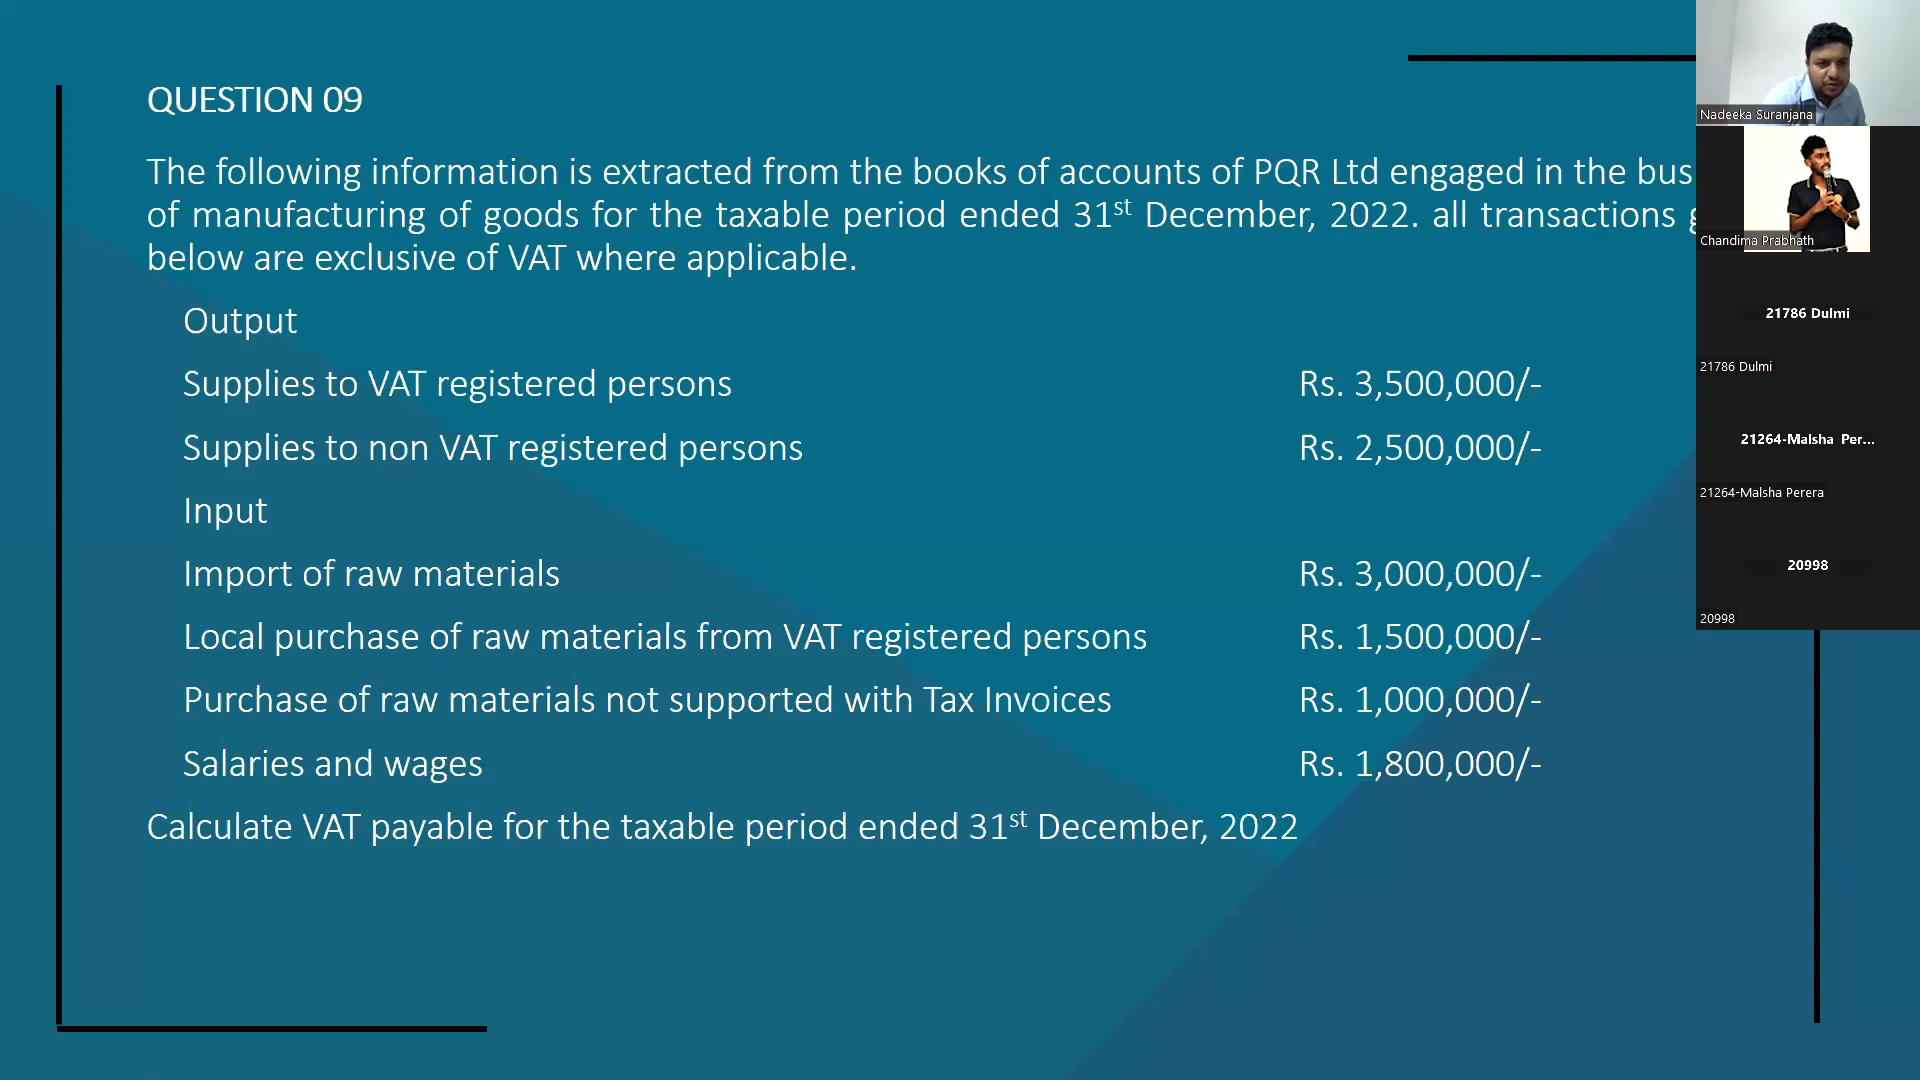 QUESTION 09
The following information is extracted from the books of accounts of PQR Ltd engaged in the bus
of manufacturing of goods for the taxable period ended 31st December, 2022. all transactions
below are exclusive of VAT where applicable.
Output
Supplies to VAT registered persons Rs. 3,500,000/-
Supplies to non VAT registered persons Rs. 2,500,000/-
Input
Import of raw materials Rs. 3,000,000/-
Local purchase of raw materials from VAT registered persons Rs. 1,500,000/-
Purchase of raw materials not supported with Tax Invoices Rs. 1,000,000/-
Salaries and wages Rs. 1,800,000/-
Calculate VAT payable for the taxable period ended 31st December, 2022
Nadeeka Suranjana
Chandima Prabhath
21786 Dulmi
21786 Dulmi
21264-Malsha Per...
21264-Malsha Perera
20998
20998